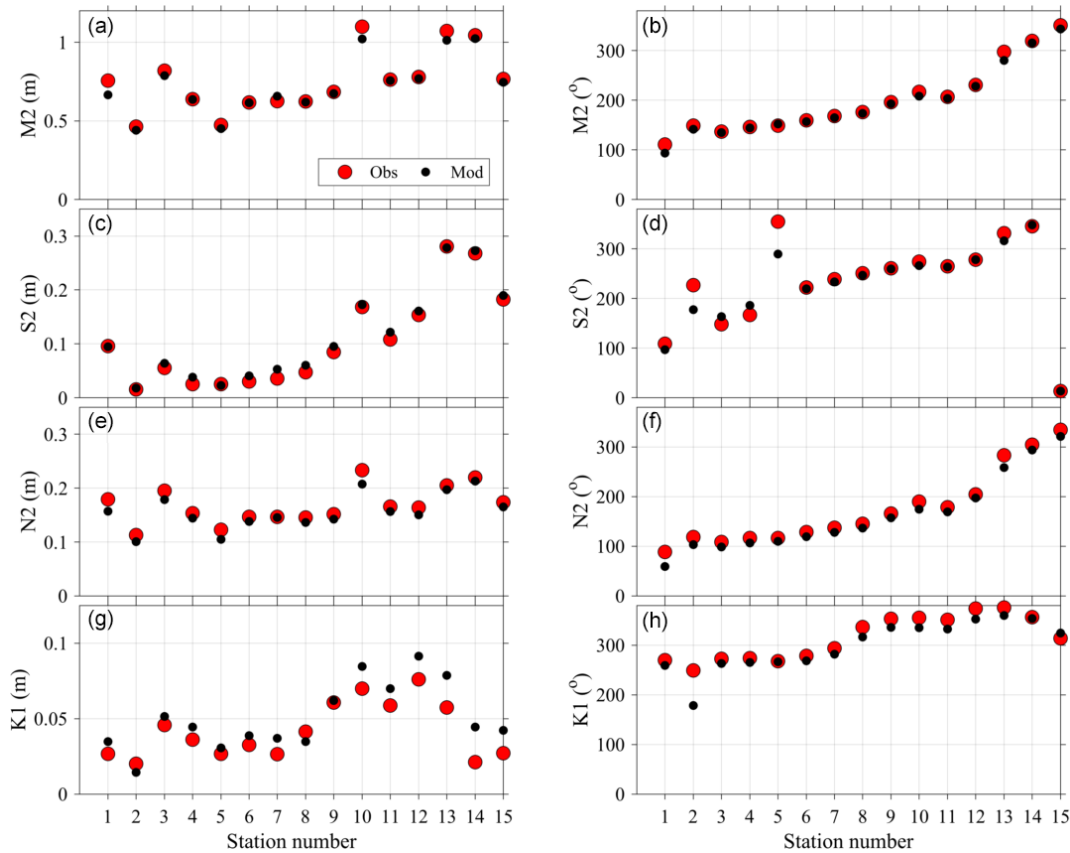 (a)
M2 (m)
1
0.5
0
Obs Mod
(b)
M2 (°)
300
200
100
0
(c)
S2 (m)
0.3
0.2
0.1
0
(d)
S2 (°)
300
200
100
0
(e)
N2 (m)
0.3
0.2
0.1
0
(f)
N2 (°)
300
200
100
0
(g)
K1 (m)
0.1
0.05
0
1 2 3 4 5 6 7 8 9 10 11 12 13 14 15
Station number
(h)
K1 (°)
300
200
100
0
1 2 3 4 5 6 7 8 9 10 11 12 13 14 15
Station number